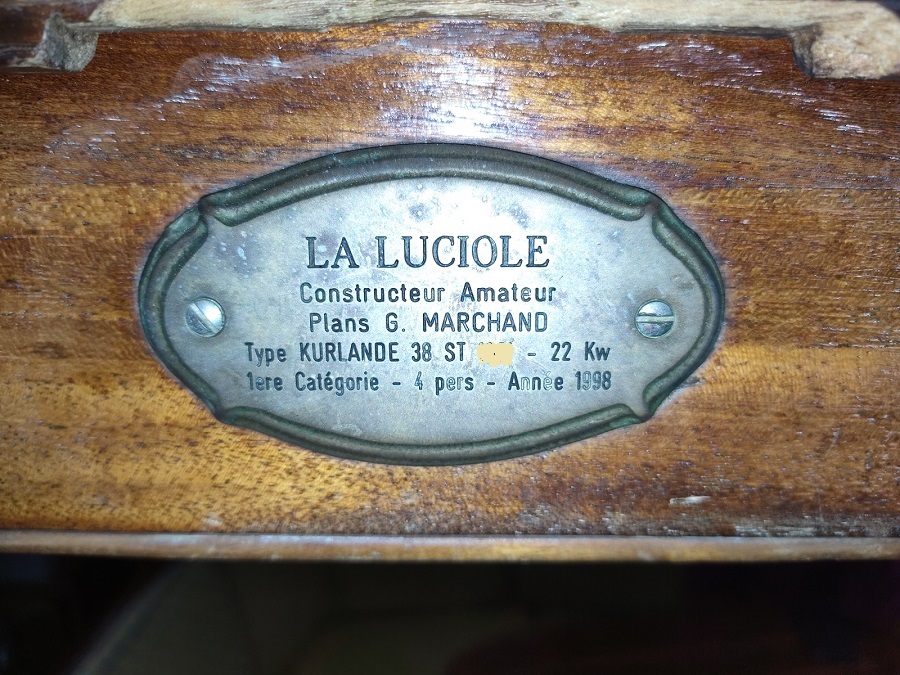 LA LUCIOLE
Constructeur Amateur
Plans G. MARCHAND
Type KURLANDE 38 ST - 22 Kw
1ere Catégorie - 4 pers - Année 1998